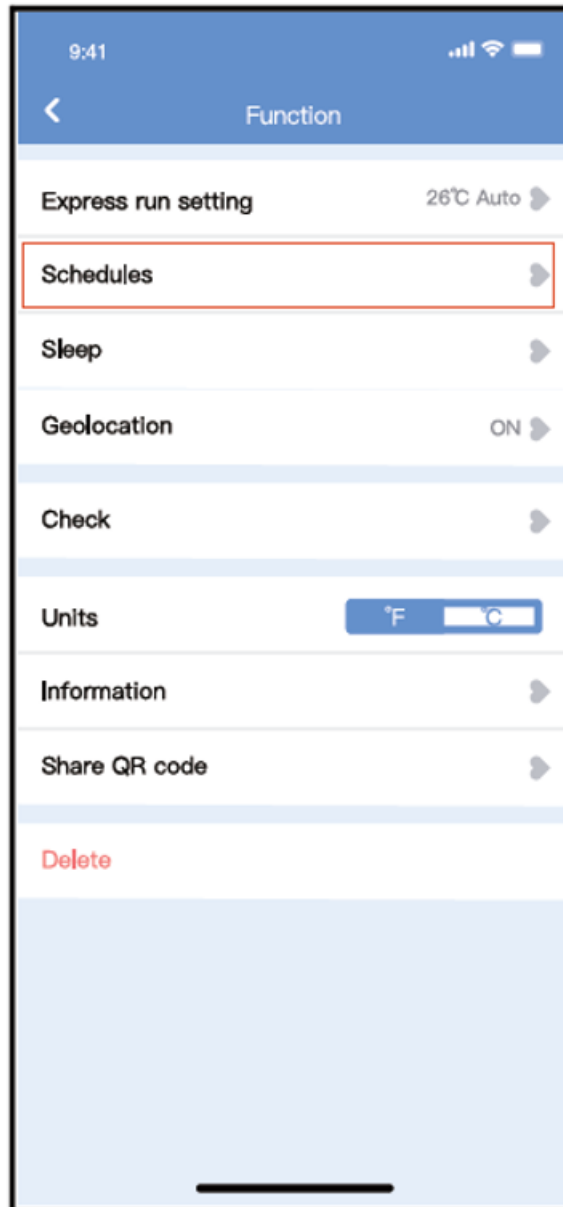 9:41
Function
Express run setting 26℃ Auto
Schedules
Sleep
Geolocation ON
Check
Units °F °C
Information
Share QR code
Delete